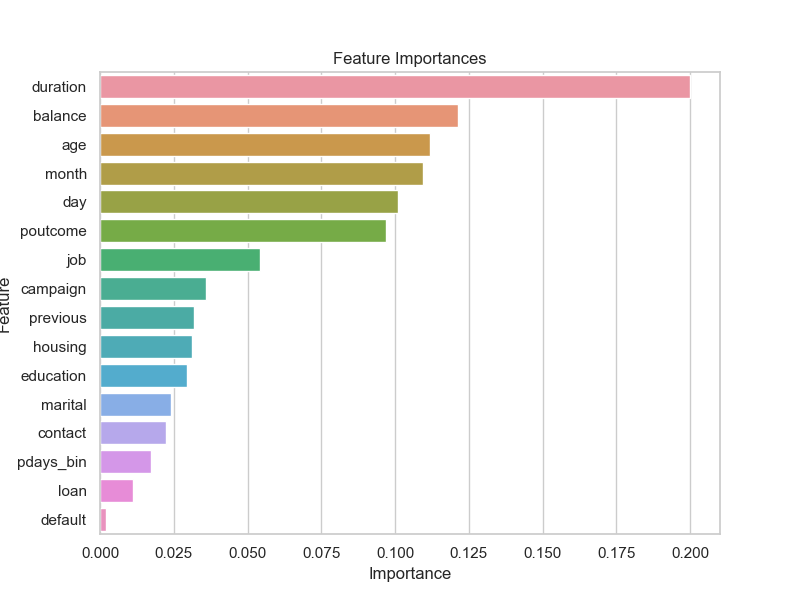 Feature Importances
duration
balance
age
month
day
poutcome
job
campaign
previous
housing
education
marital
contact
pdays_bin
loan
default
Feature
0.000 0.025 0.050 0.075 0.100 0.125 0.150 0.175 0.200
Importance